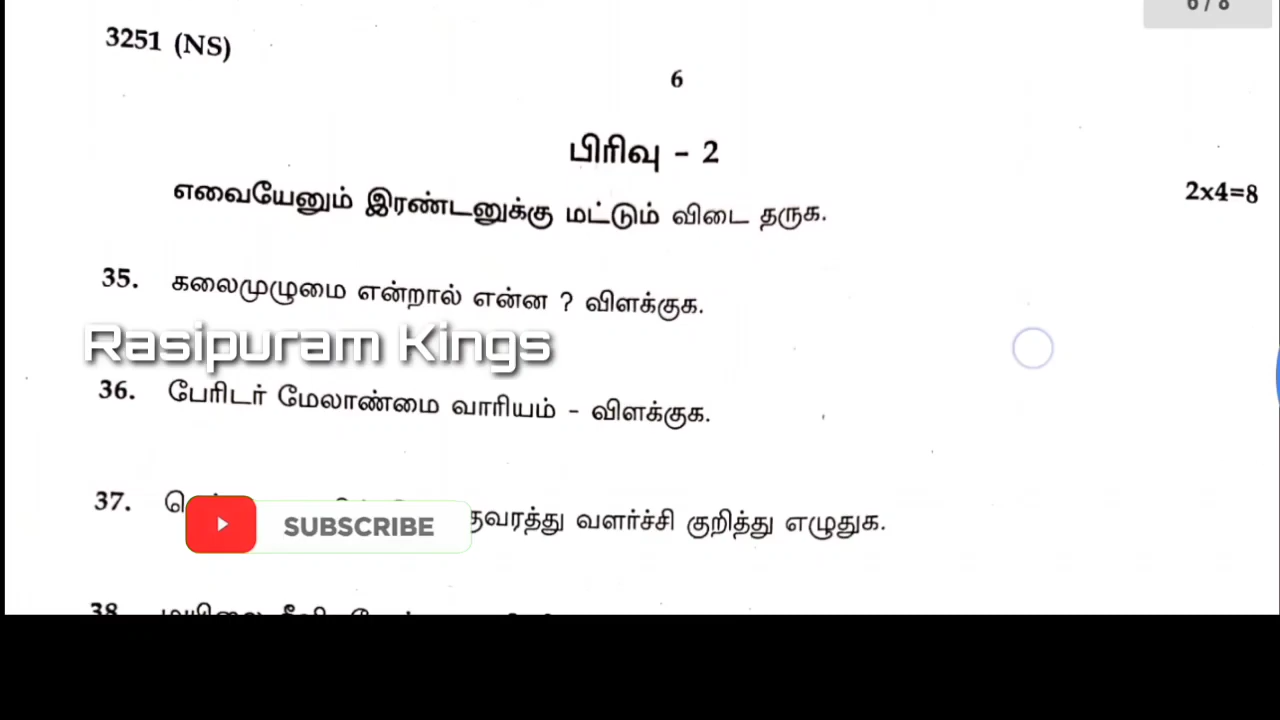 6 / 8
3251 (NS)
6
பிரிவு - 2
எவையேனும் இரண்டனுக்கு மட்டும் விடை தருக.
2x4=8
35. கலைமுழுமை என்றால் என்ன ? விளக்குக.
Rasipuram Kings
36. பேரிடர் மேலாண்மை வாரியம் - விளக்குக.
37. வளர்ச்சி குறித்து எழுதுக.
SUBSCRIBE
38.